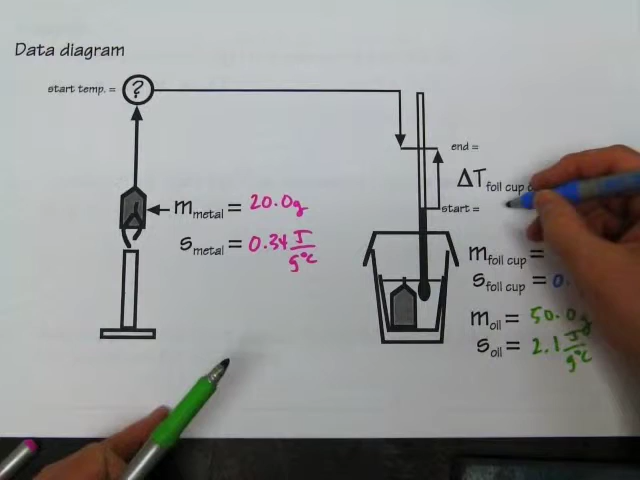 Data diagram
start temp. = ?
end =
ΔT foil cup
start =
m metal = 20.0g
s metal = 0.34 J/g°C
m foil cup =
s foil cup = 0.
m oil = 50.0g
s oil = 2.1 J/g°C